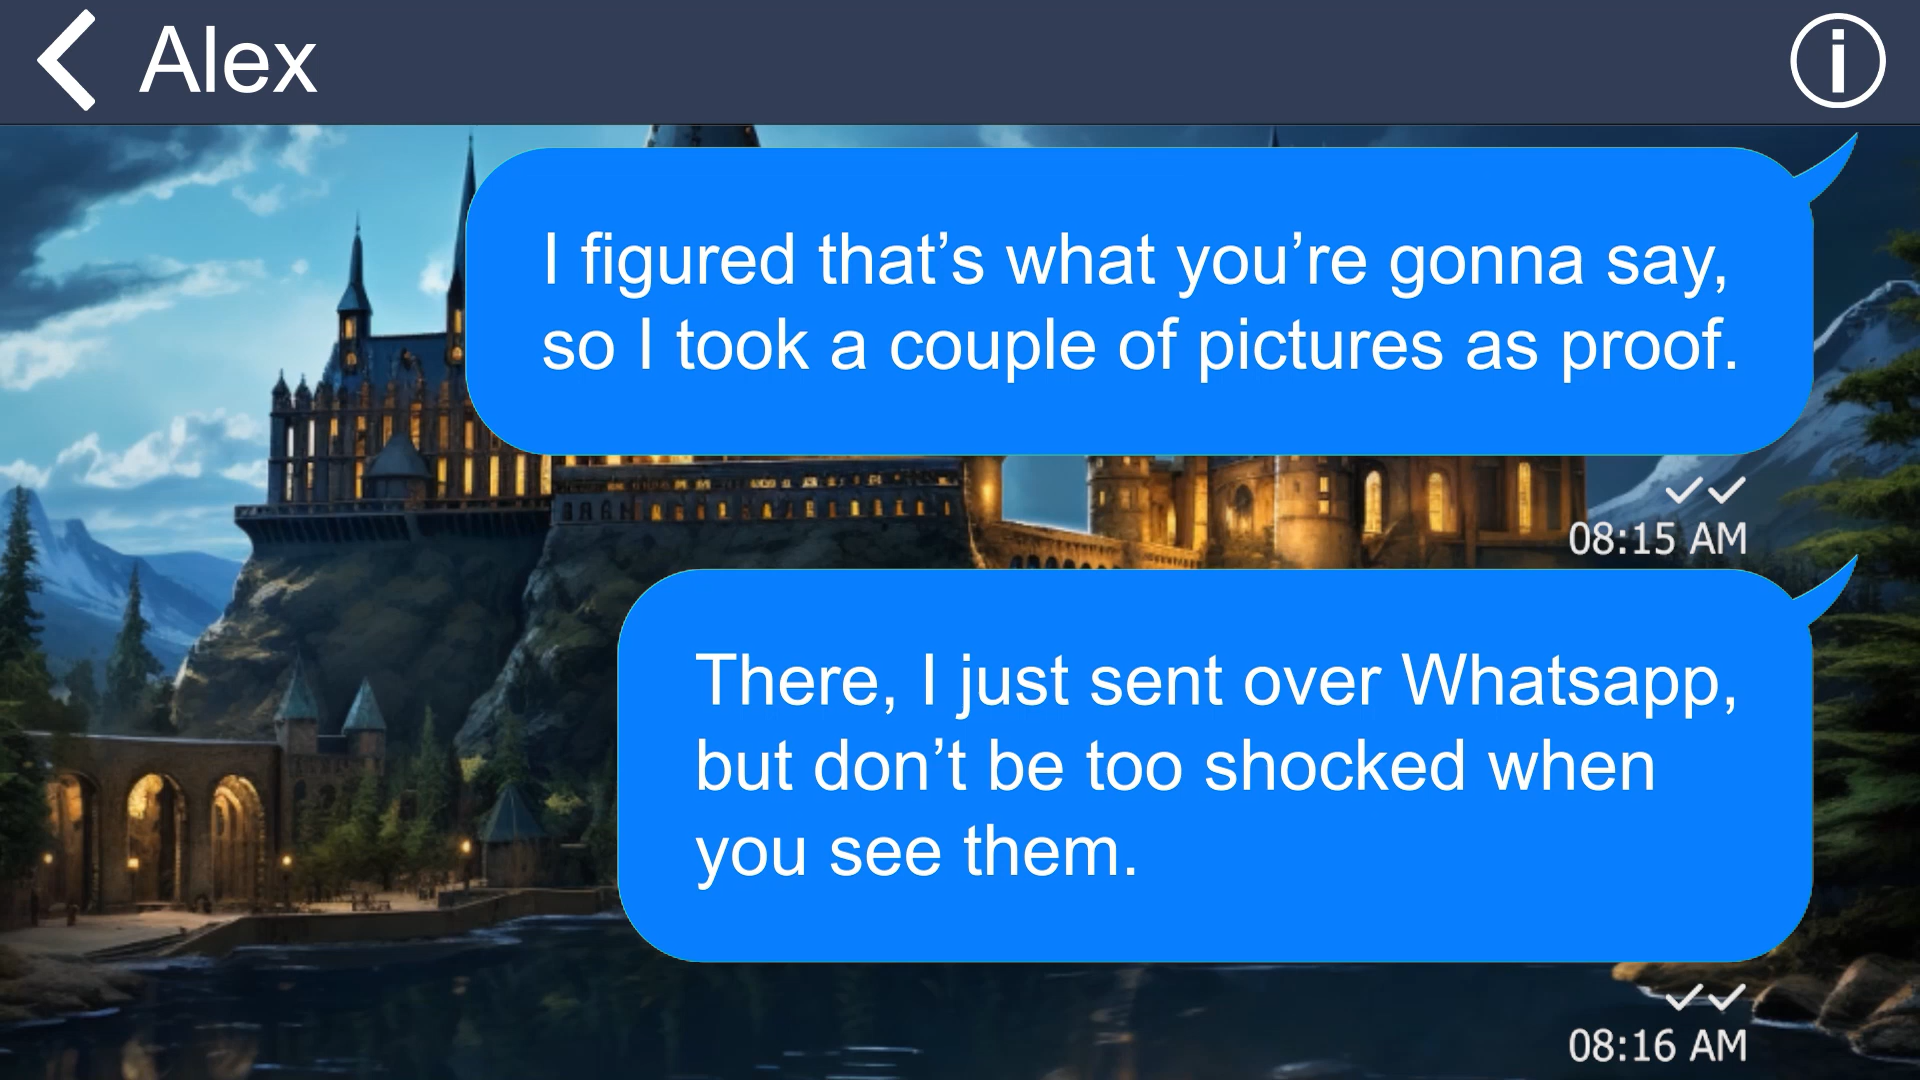 Alex
I figured that’s what you’re gonna say,
so I took a couple of pictures as proof.
08:15 AM
There, I just sent over Whatsapp,
but don’t be too shocked when
you see them.
08:16 AM